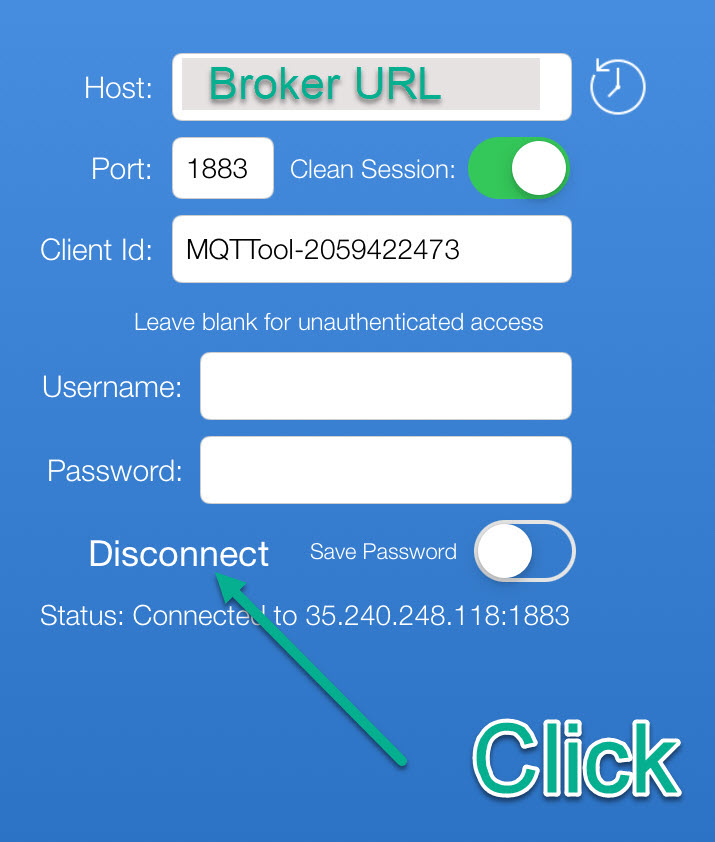 Host: Broker URL
Port: 1883 Clean Session:
Client Id: MQTTool-2059422473
Leave blank for unauthenticated access
Username:
Password:
Disconnect Save Password
Status: Connected to 35.240.248.118:1883
Click